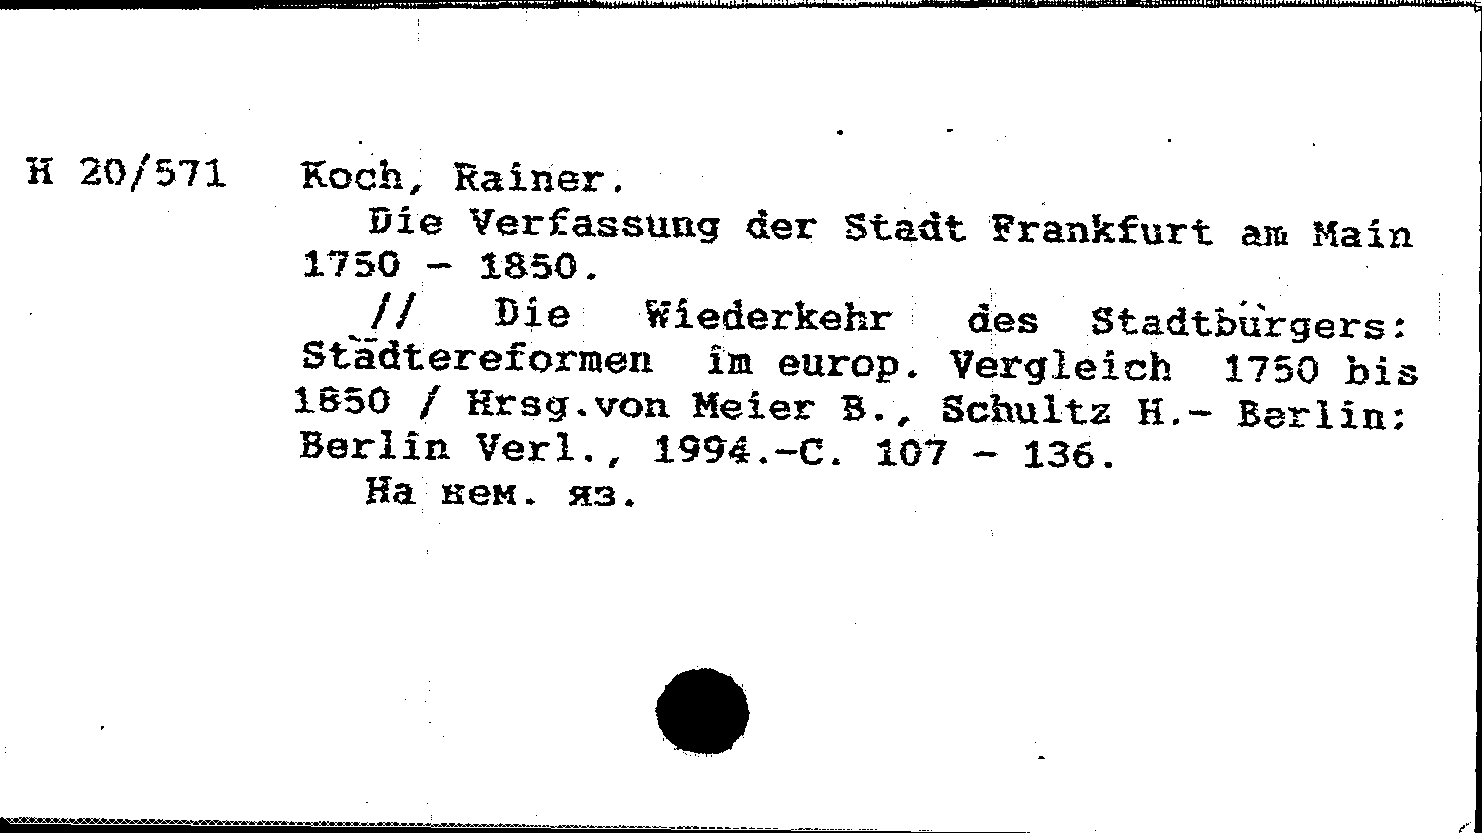 H 20/571 Koch, Rainer.
Die Verfassung der Stadt Frankfurt am Main
1750 - 1850.
// Die Wiederkehr des Stadtbürgers:
Städtereformen im europ. Vergleich 1750 bis
1850 / Hrsg.von Meier B., Schultz H.- Berlin:
Berlin Verl., 1994.-С. 107 - 136.
На нем. яз.